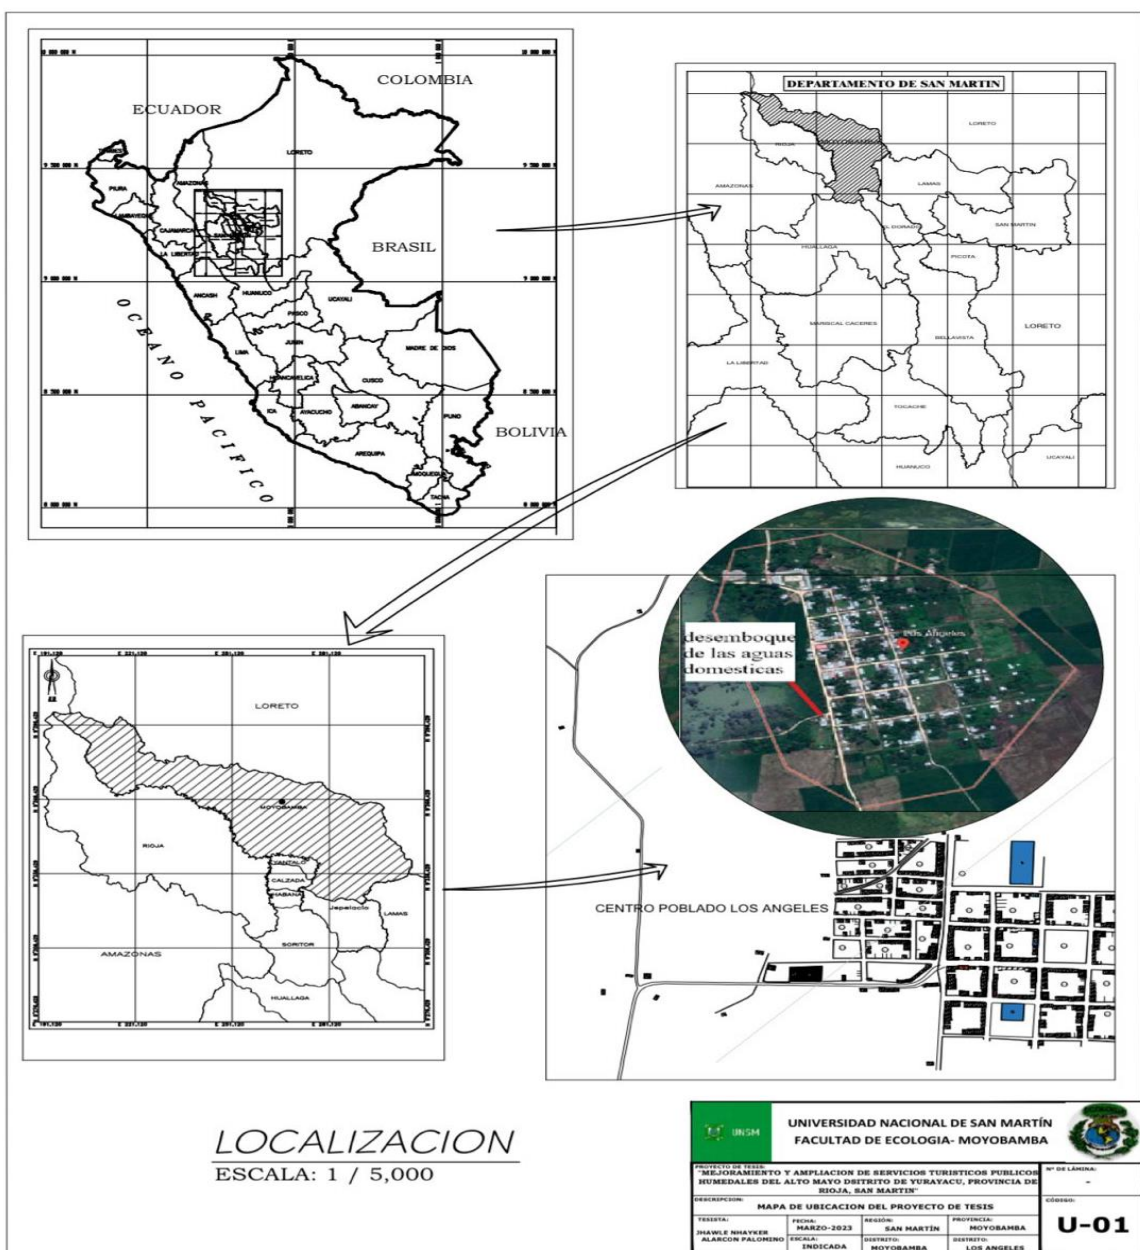 COLOMBIA
ECUADOR
LORETO
PIURA
AMAZONAS
LAMBAYEQUE
CAJAMARCA
LA LIBERTAD
BRASIL
ANCASH
HUANUCO
UCAYALI
PASCO
JUNIN
LIMA
MADRE DE DIOS
HUANCAVELICA
CUSCO
ICA
AYACUCHO
ABANCAY
PUNO
BOLIVIA
AREQUIPA
MOQUEGUA
TACNA
OCEANO PACIFICO
DEPARTAMENTO DE SAN MARTIN
LORETO
RIOJA
MOYOBAMBA
AMAZONAS
LAMAS
EL DORADO
SAN MARTIN
HUALLAGA
PICOTA
MARISCAL CACERES
LORETO
BELLAVISTA
LA LIBERTAD
TOCACHE
HUANUCO
UCAYALI
LORETO
MOYOBAMBA
RIOJA
YANTALO
CALZADA
HABANA
Jepelacio
LAMAS
SORITOR
AMAZONAS
HUALLAGA
desemboque
de las aguas
domesticas
Los Angeles
CENTRO POBLADO LOS ANGELES
LOCALIZACION
ESCALA: 1 / 5,000
UNSM
UNIVERSIDAD NACIONAL DE SAN MARTÍN
FACULTAD DE ECOLOGIA- MOYOBAMBA
PROYECTO DE TESIS:
"MEJORAMIENTO Y AMPLIACION DE SERVICIOS TURISTICOS PUBLICOS
HUMEDALES DEL ALTO MAYO DSITRITO DE YURAYACU, PROVINCIA DE
RIOJA, SAN MARTIN"
Nº DE LÁMINA:
-
DESCRIPCION:
MAPA DE UBICACION DEL PROYECTO DE TESIS
CÓDIGO:
U-01
TESISTA:
JHAWLE NHAYKER
ALARCON PALOMINO
FECHA:
MARZO-2023
REGIÓN:
SAN MARTÍN
PROVINCIA:
MOYOBAMBA
ESCALA:
INDICADA
DISTRITO:
MOYOBAMBA
DISTRITO:
LOS ANGELES